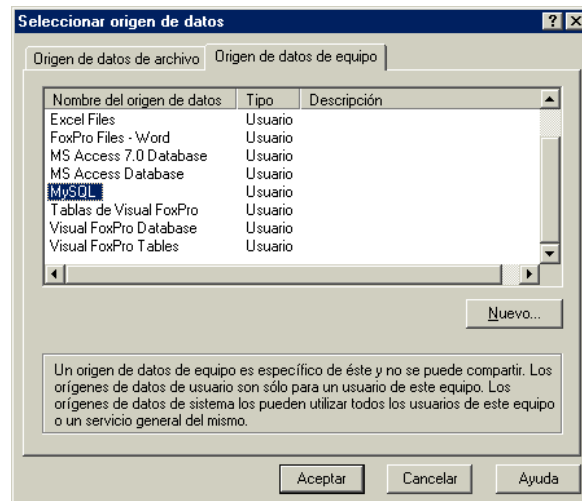 Seleccionar origen de datos
Origen de datos de archivo Origen de datos de equipo
Nombre del origen de datos Tipo Descripción
Excel Files Usuario
FoxPro Files - Word Usuario
MS Access 7.0 Database Usuario
MS Access Database Usuario
MySQL Usuario
Tablas de Visual FoxPro Usuario
Visual FoxPro Database Usuario
Visual FoxPro Tables Usuario
Nuevo...
Un origen de datos de equipo es específico de éste y no se puede compartir. Los
orígenes de datos de usuario son sólo para un usuario de este equipo. Los
orígenes de datos de sistema los pueden utilizar todos los usuarios de este equipo
o un servicio general del mismo.
Aceptar Cancelar Ayuda